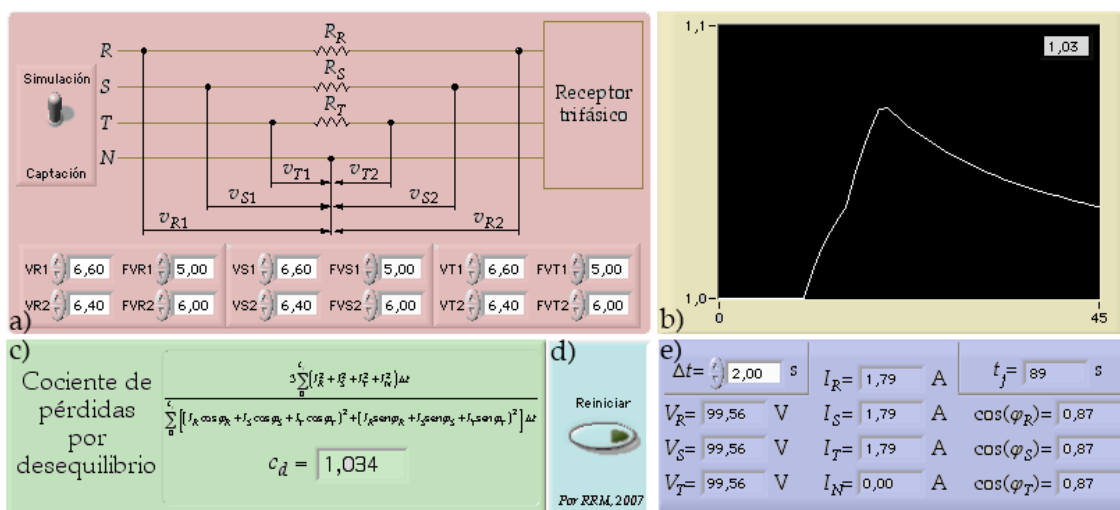 R
R_R
S
R_S
T
R_T
N
Simulación
Captación
Receptor
trifásico
v_T1
v_T2
v_S1
v_S2
v_R1
v_R2
VR1 6,60 FVR1 5,00 VS1 6,60 FVS1 5,00 VT1 6,60 FVT1 5,00
VR2 6,40 FVR2 6,00 VS2 6,40 FVS2 6,00 VT2 6,40 FVT2 6,00
a)
1,1
1,03
1,0
0
45
b)
c)
Cociente de
pérdidas
por
desequilibrio
c_d = 1,034
d)
Reiniciar
Por RRM, 2007
e)
Δt= 2,00 s
I_R= 1,79 A
t_j= 89 s
V_R= 99,56 V I_S= 1,79 A cos(φ_R)= 0,87
V_S= 99,56 V I_T= 1,79 A cos(φ_S)= 0,87
V_T= 99,56 V I_N= 0,00 A cos(φ_T)= 0,87